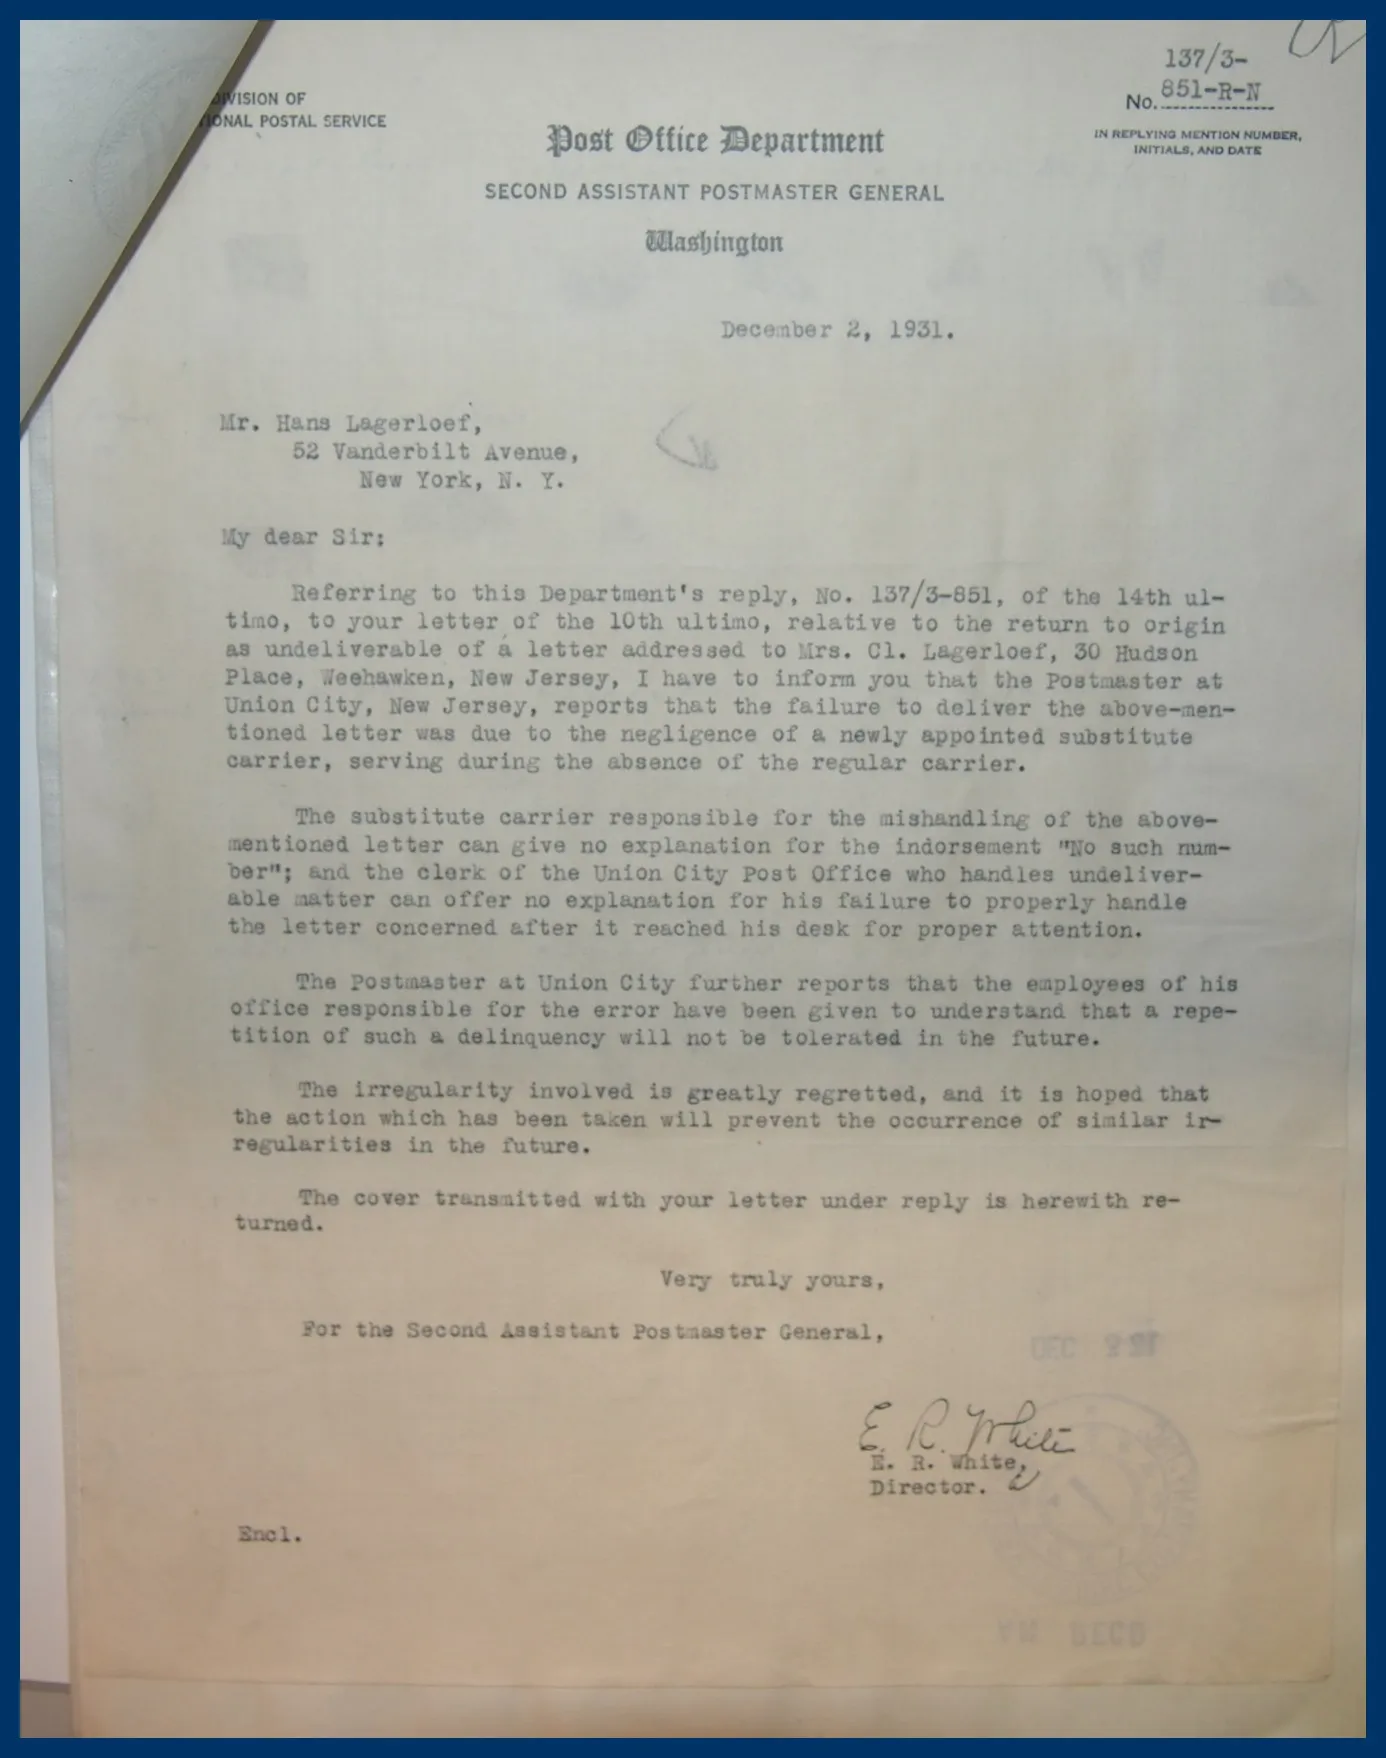 137/3-
No. 851-R-N
IN REPLYING MENTION NUMBER,
INITIALS, AND DATE
VISION OF
IONAL POSTAL SERVICE
Post Office Department
SECOND ASSISTANT POSTMASTER GENERAL
Washington
December 2, 1931.
Mr. Hans Lagerloef,
52 Vanderbilt Avenue,
New York, N. Y.
My dear Sir:
Referring to this Department's reply, No. 137/3-851, of the 14th ul-
timo, to your letter of the 10th ultimo, relative to the return to origin
as undeliverable of a letter addressed to Mrs. Cl. Lagerloef, 30 Hudson
Place, Weehawken, New Jersey, I have to inform you that the Postmaster at
Union City, New Jersey, reports that the failure to deliver the above-men-
tioned letter was due to the negligence of a newly appointed substitute
carrier, serving during the absence of the regular carrier.
The substitute carrier responsible for the mishandling of the above-
mentioned letter can give no explanation for the indorsement "No such num-
ber"; and the clerk of the Union City Post Office who handles undeliver-
able matter can offer no explanation for his failure to properly handle
the letter concerned after it reached his desk for proper attention.
The Postmaster at Union City further reports that the employees of his
office responsible for the error have been given to understand that a repe-
tition of such a delinquency will not be tolerated in the future.
The irregularity involved is greatly regretted, and it is hoped that
the action which has been taken will prevent the occurrence of similar ir-
regularities in the future.
The cover transmitted with your letter under reply is herewith re-
turned.
Very truly yours,
For the Second Assistant Postmaster General,
E. R. White
E. R. White,
Director.
Encl.